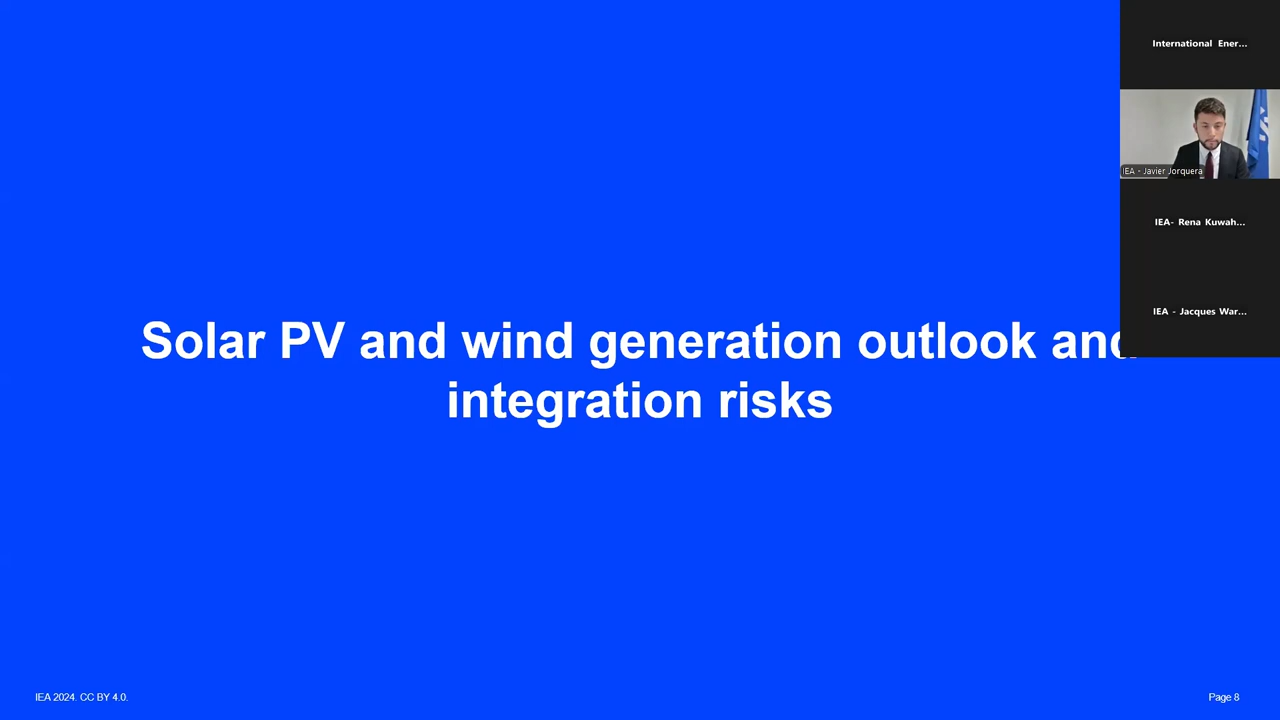 International Ener...
IEA - Javier Jorquera
IEA- Rena Kuwah...
IEA - Jacques War...
Solar PV and wind generation outlook and
integration risks
IEA 2024. CC BY 4.0.
Page 8